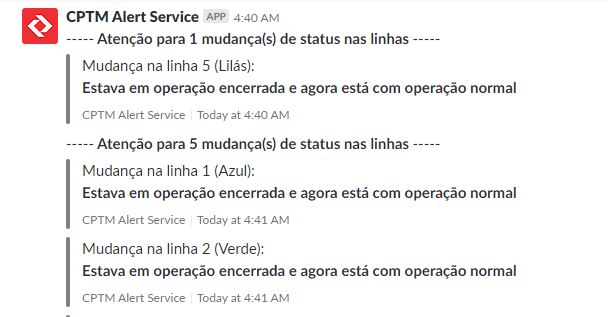 CPTM Alert Service APP 4:40 AM
----- Atenção para 1 mudança(s) de status nas linhas -----
Mudança na linha 5 (Lilás):
Estava em operação encerrada e agora está com operação normal
CPTM Alert Service | Today at 4:40 AM
----- Atenção para 5 mudança(s) de status nas linhas -----
Mudança na linha 1 (Azul):
Estava em operação encerrada e agora está com operação normal
CPTM Alert Service | Today at 4:41 AM
Mudança na linha 2 (Verde):
Estava em operação encerrada e agora está com operação normal
CPTM Alert Service | Today at 4:41 AM